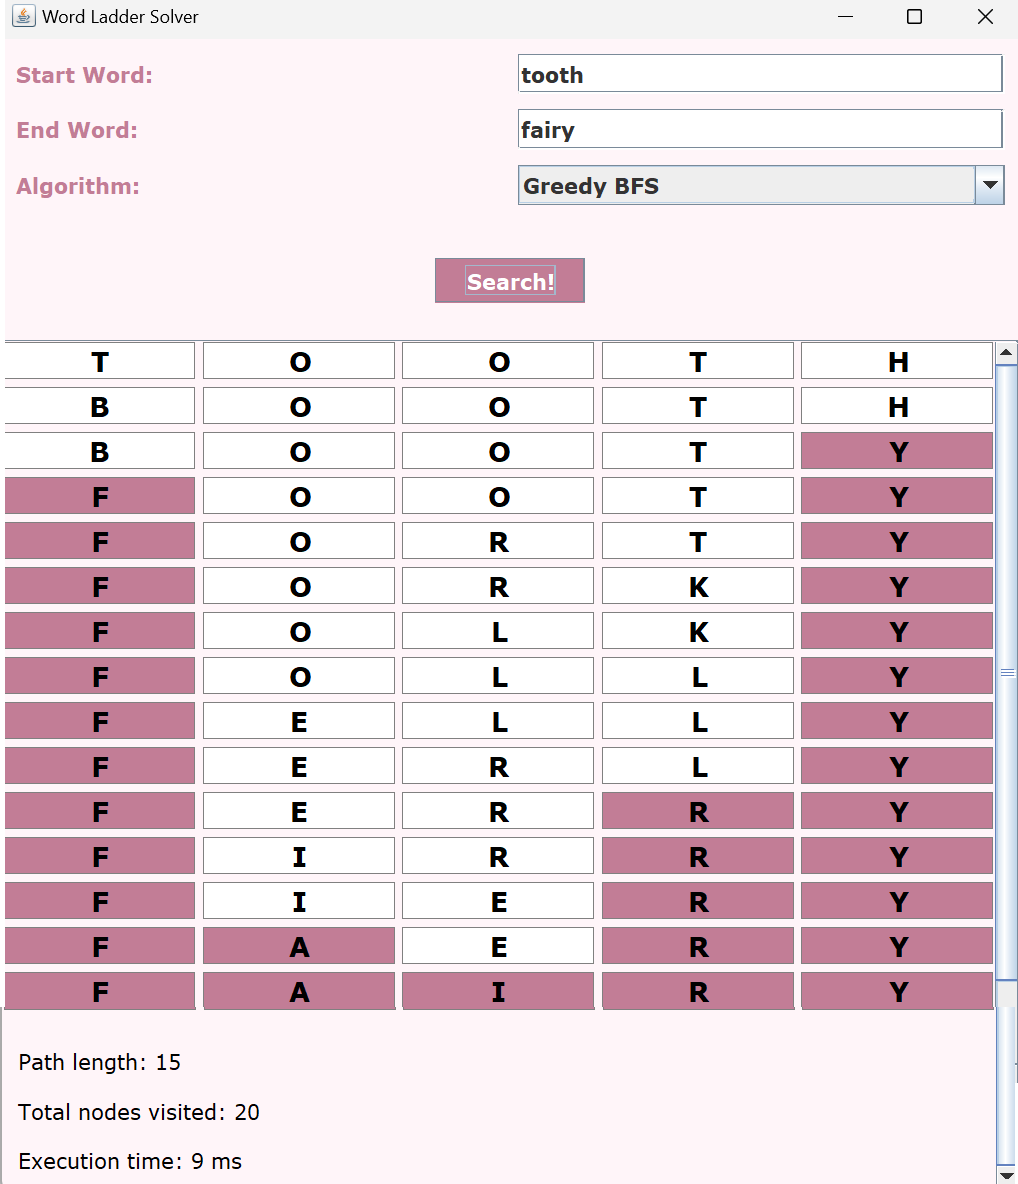 Word Ladder Solver
Start Word: tooth
End Word: fairy
Algorithm: Greedy BFS
Search!
T O O T H
B O O T H
B O O T Y
F O O T Y
F O R T Y
F O R K Y
F O L K Y
F O L L Y
F E L L Y
F E R L Y
F E R R Y
F I R R Y
F I E R Y
F A E R Y
F A I R Y
Path length: 15
Total nodes visited: 20
Execution time: 9 ms